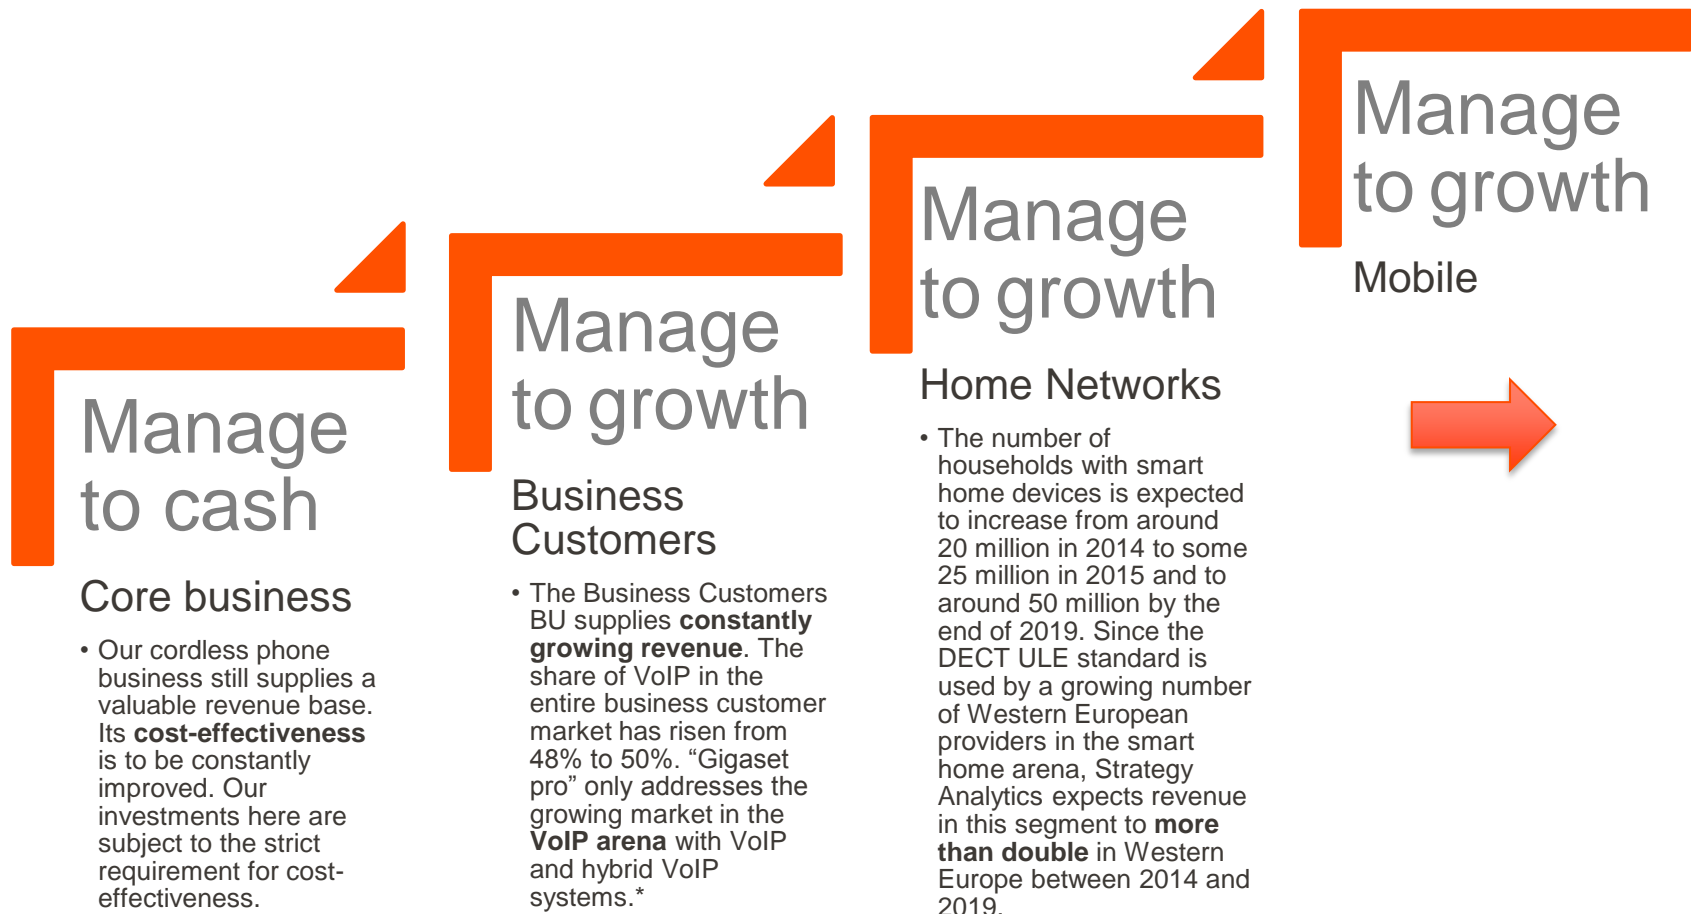 Manage
to cash
Core business
• Our cordless phone
business still supplies a
valuable revenue base.
Its cost-effectiveness
is to be constantly
improved. Our
investments here are
subject to the strict
requirement for cost-
effectiveness.
Manage
to growth
Business
Customers
• The Business Customers
BU supplies constantly
growing revenue. The
share of VoIP in the
entire business customer
market has risen from
48% to 50%. “Gigaset
pro” only addresses the
growing market in the
VoIP arena with VoIP
and hybrid VoIP
systems.*
Manage
to growth
Home Networks
• The number of
households with smart
home devices is expected
to increase from around
20 million in 2014 to some
25 million in 2015 and to
around 50 million by the
end of 2019. Since the
DECT ULE standard is
used by a growing number
of Western European
providers in the smart
home arena, Strategy
Analytics expects revenue
in this segment to more
than double in Western
Europe between 2014 and
2019.
Manage
to growth
Mobile